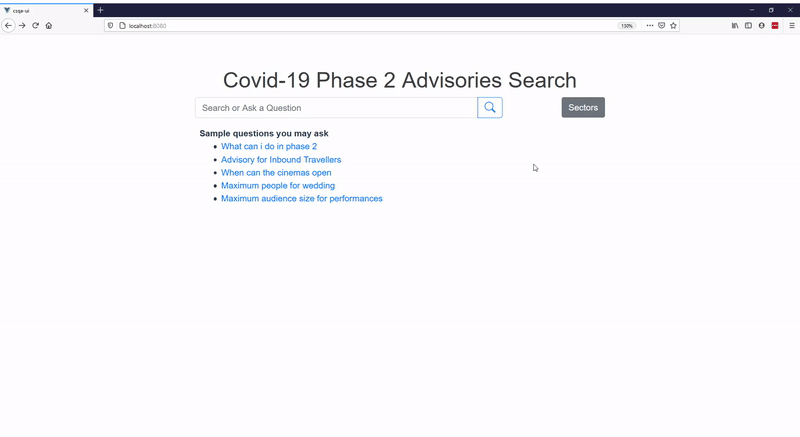 csqa-ui
localhost:8080
150%
Covid-19 Phase 2 Advisories Search
Search or Ask a Question
Sectors
Sample questions you may ask
What can i do in phase 2
Advisory for Inbound Travellers
When can the cinemas open
Maximum people for wedding
Maximum audience size for performances